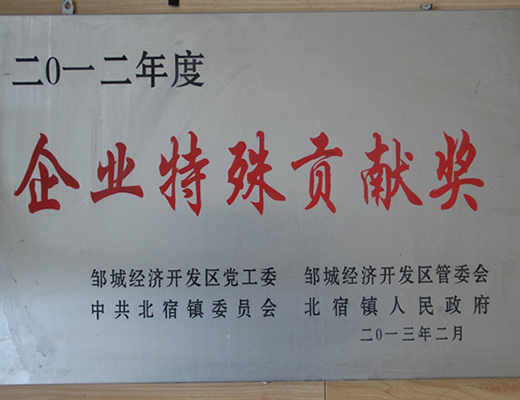 二0一二年度
企业特殊贡献奖
邹城经济开发区党工委 邹城经济开发区管委会
中共北宿镇委员会 北宿镇人民政府
二0一三年二月